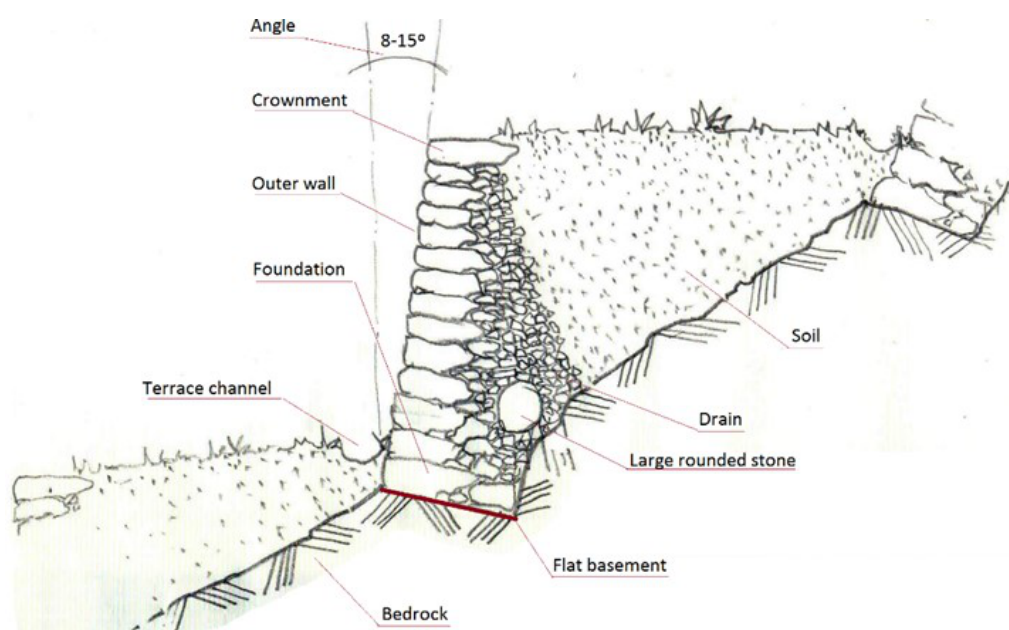 Angle
8-15º
Crownment
Outer wall
Foundation
Soil
Terrace channel
Drain
Large rounded stone
Flat basement
Bedrock